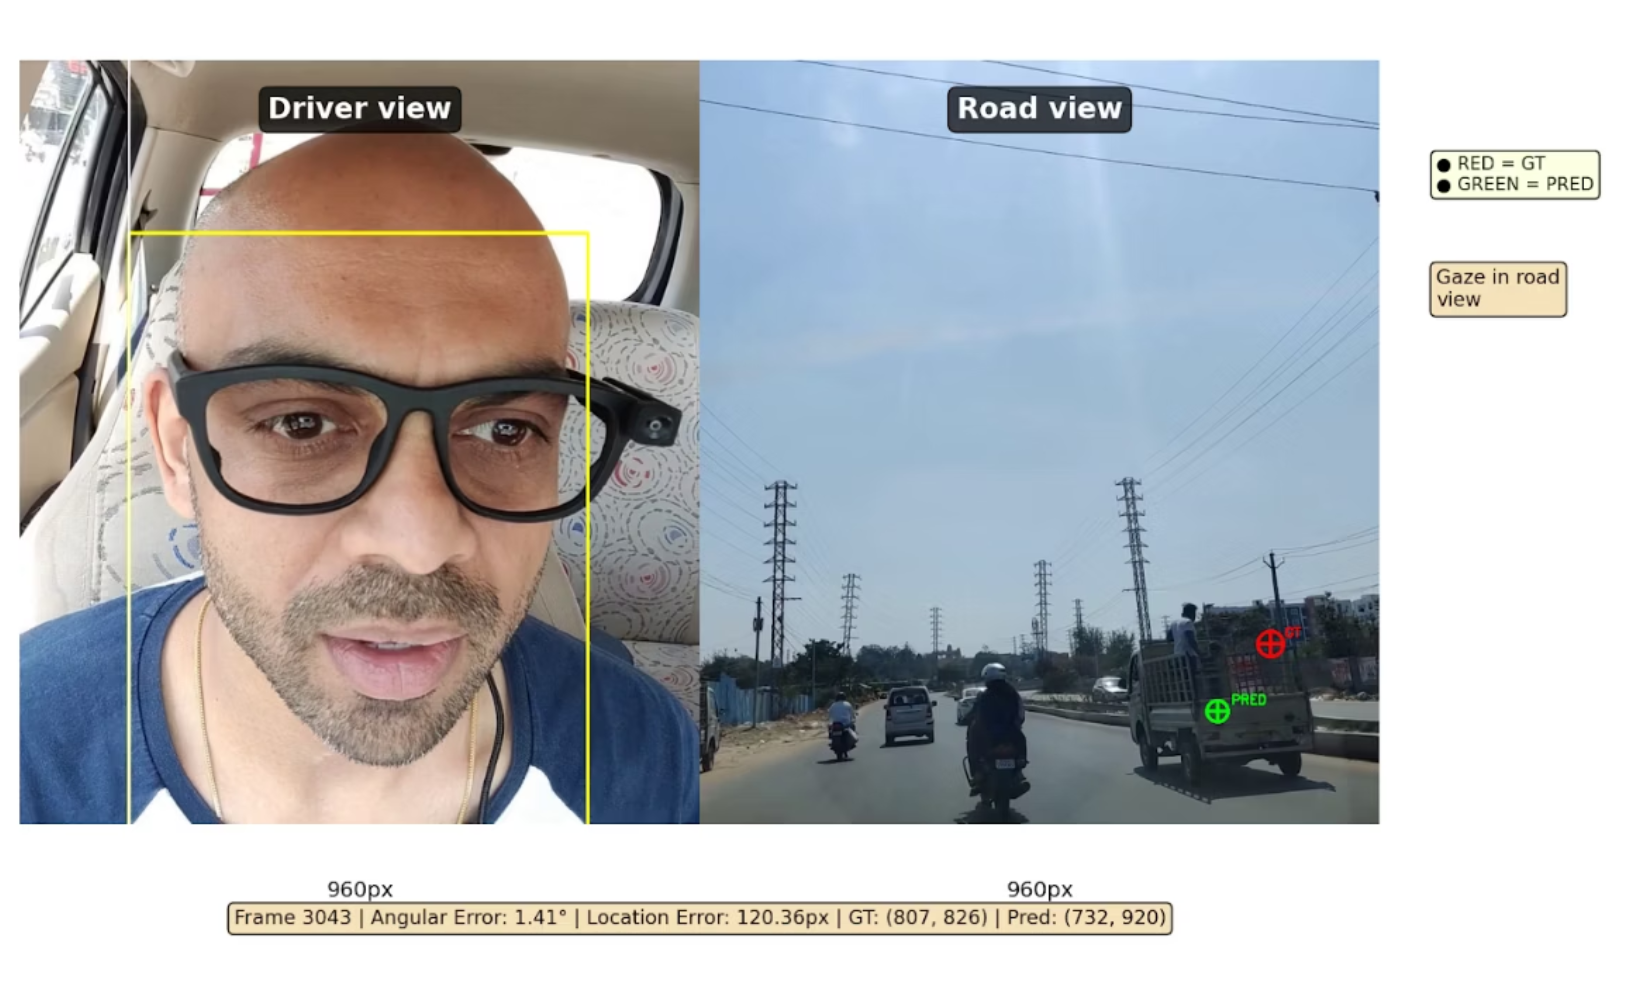 Driver view
Road view
● RED = GT
● GREEN = PRED
Gaze in road
view
GT
PRED
960px
960px
Frame 3043 | Angular Error: 1.41° | Location Error: 120.36px | GT: (807, 826) | Pred: (732, 920)